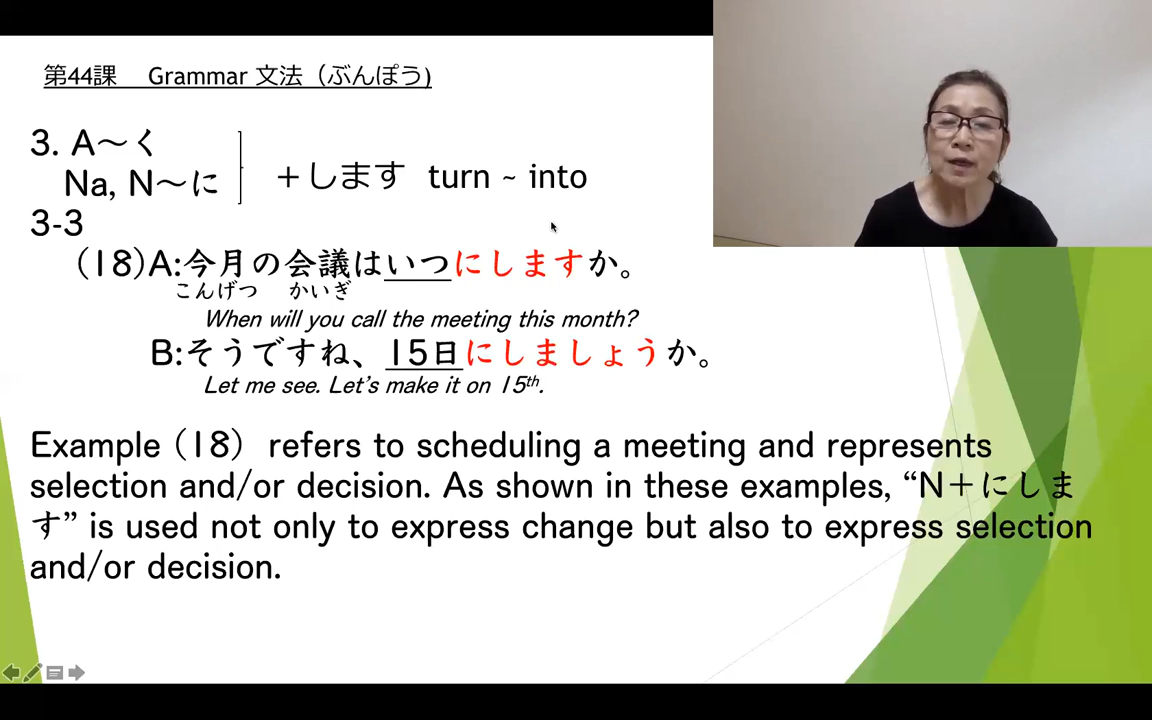 第44課　Grammar 文法（ぶんぽう)
3. A～く
Na, N～に
＋します turn ~ into
3-3
（18）A:今月の会議はいつにしますか。
こんげつ かいぎ
When will you call the meeting this month?
B:そうですね、15日にしましょうか。
Let me see. Let's make it on 15th.
Example（18） refers to scheduling a meeting and represents
selection and/or decision. As shown in these examples, “N＋にしま
す” is used not only to express change but also to express selection
and/or decision.